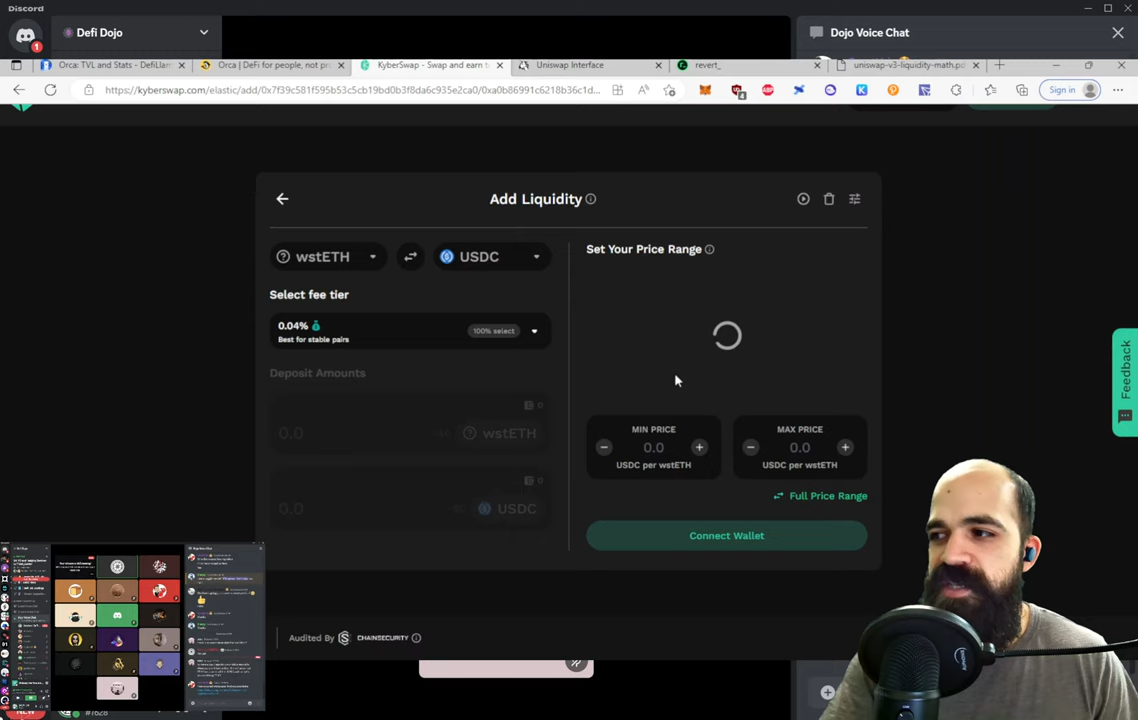 Discord
Defi Dojo
Dojo Voice Chat
Orca: TVL and Stats - DefiLlam
Orca | DeFi for people, not pr
KyberSwap - Swap and earn t
Uniswap Interface
revert_
uniswap-v3-liquidity-math.pd
https://kyberswap.com/elastic/add/0x7f39c581f595b53c5cb19bd0b3f8da6c935e2ca0/0xa0b86991c6218b36c1d...
Sign in
Add Liquidity
wstETH
USDC
Set Your Price Range
Select fee tier
0.04%
Best for stable pairs
100% select
Deposit Amounts
0
0.0
wstETH
0
0.0
USDC
MIN PRICE
0.0
USDC per wstETH
MAX PRICE
0.0
USDC per wstETH
Full Price Range
Connect Wallet
Feedback
Audited By
CHAINSECURITY
NEW
#7628